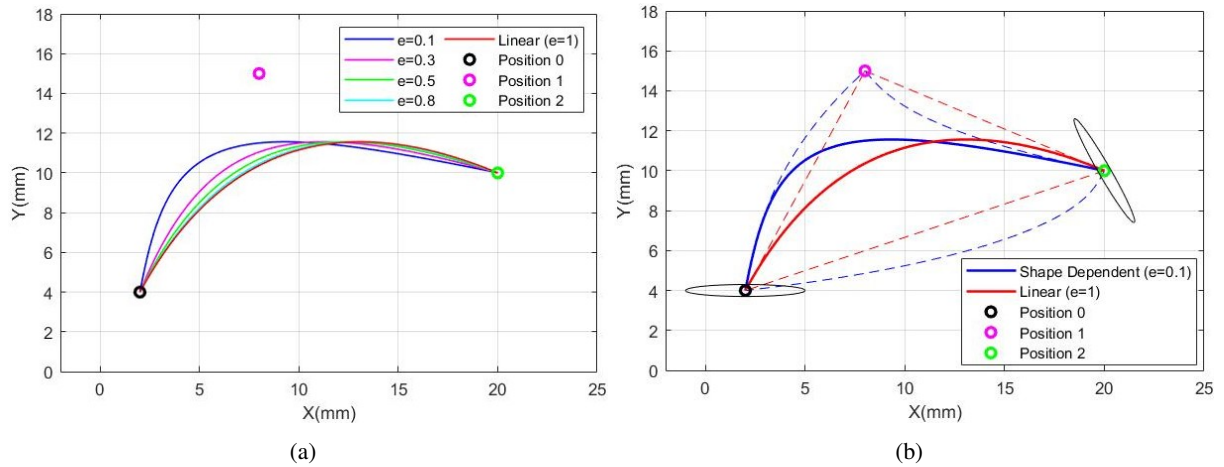 18
16
14
12
10
8
6
4
2
0
Y(mm)
0 5 10 15 20 25
X(mm)
e=0.1 Linear (e=1)
e=0.3 Position 0
e=0.5 Position 1
e=0.8 Position 2
(a)
18
16
14
12
10
8
6
4
2
0
Y(mm)
0 5 10 15 20 25
X(mm)
Shape Dependent (e=0.1)
Linear (e=1)
Position 0
Position 1
Position 2
(b)